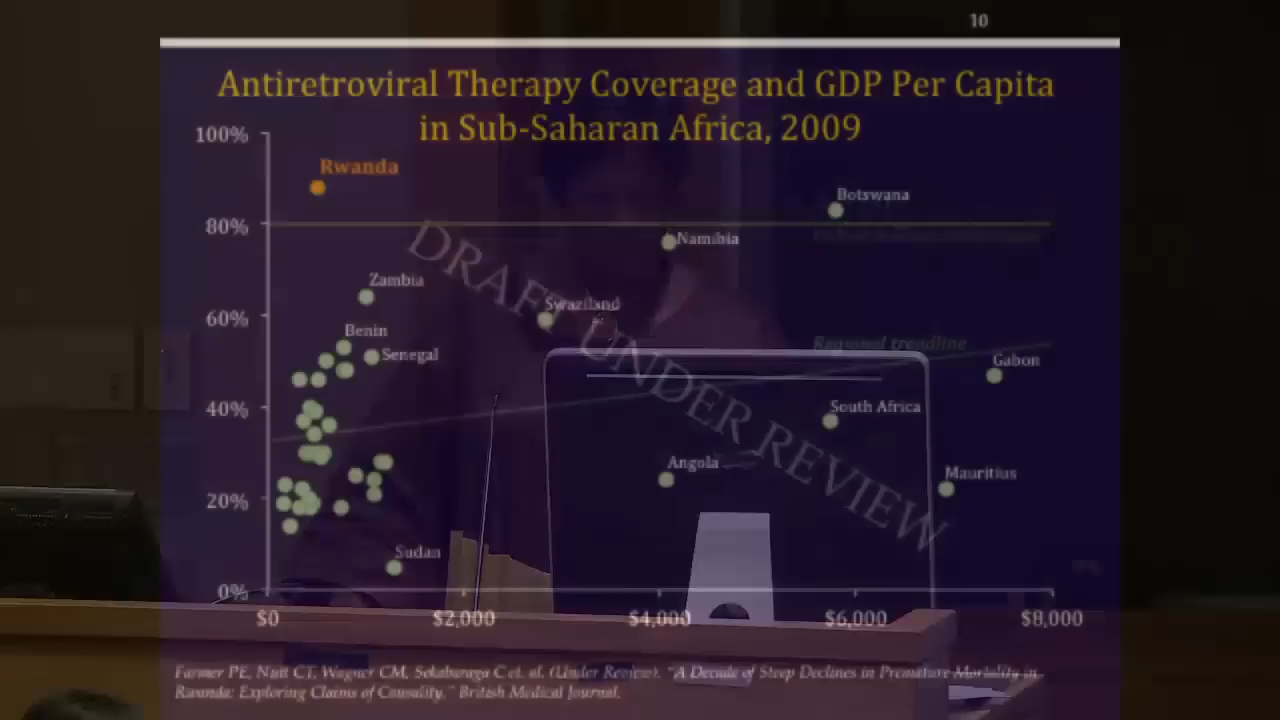 10
Antiretroviral Therapy Coverage and GDP Per Capita
in Sub-Saharan Africa, 2009
100%
Rwanda
Botswana
80%
Namibia
Zambia
Swaziland
60%
Benin
Senegal
Regional trendline
Gabon
40%
South Africa
Angola
Mauritius
20%
Sudan
0%
$0 $2,000 $4,000 $6,000 $8,000
DRAFT UNDER REVIEW
Farmer PE, Nutt CT, Wagner CM, Sekabaraga C et. al. (Under Review). "A Decade of Steep Declines in Premature Mortality in
Rwanda: Exploring Claims of Causality." British Medical Journal.